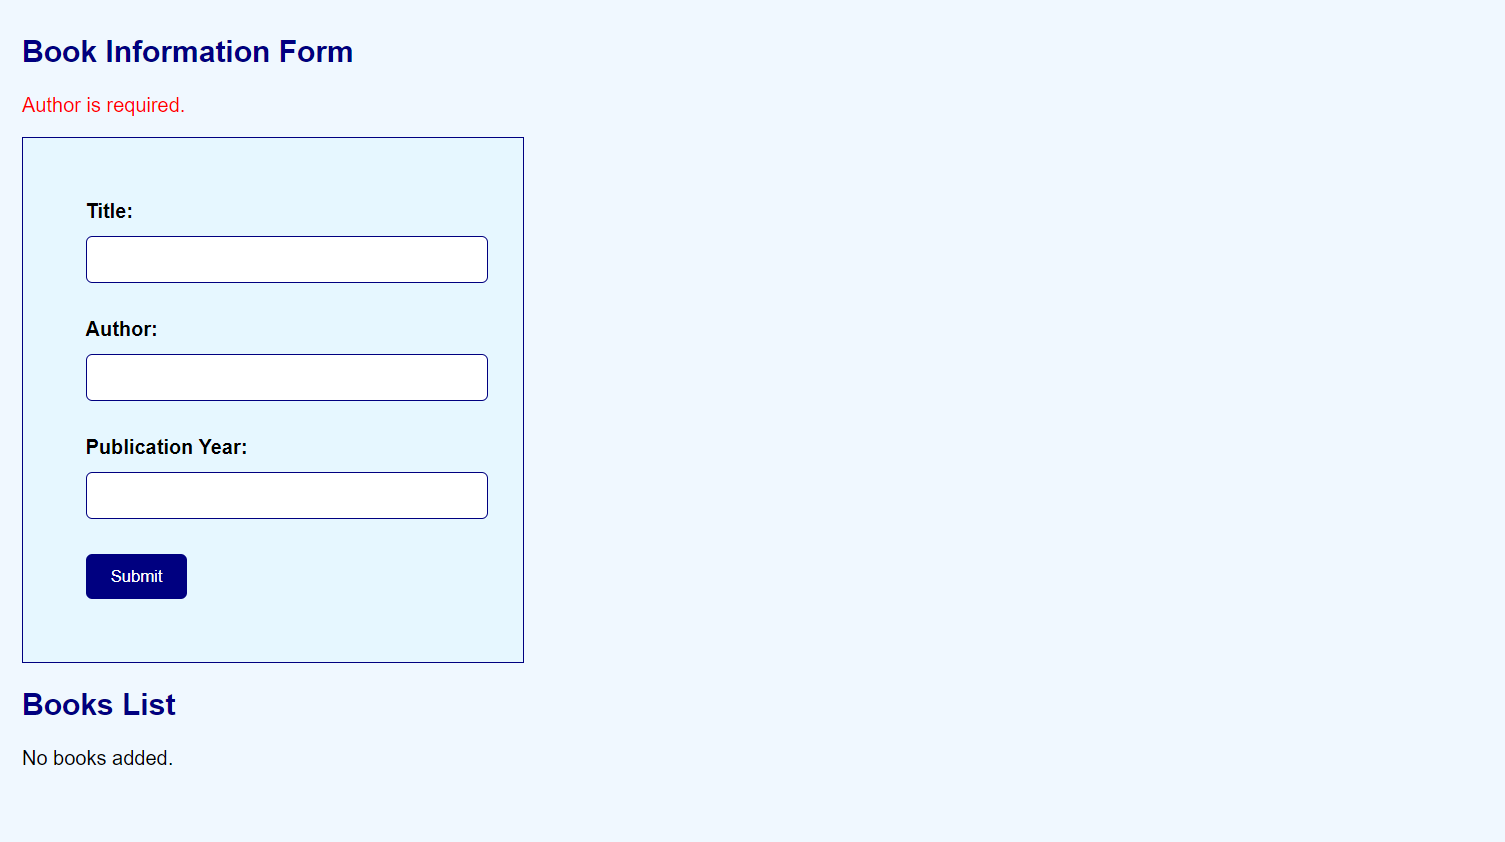 Book Information Form
Author is required.
Title:
Author:
Publication Year:
Submit
Books List
No books added.